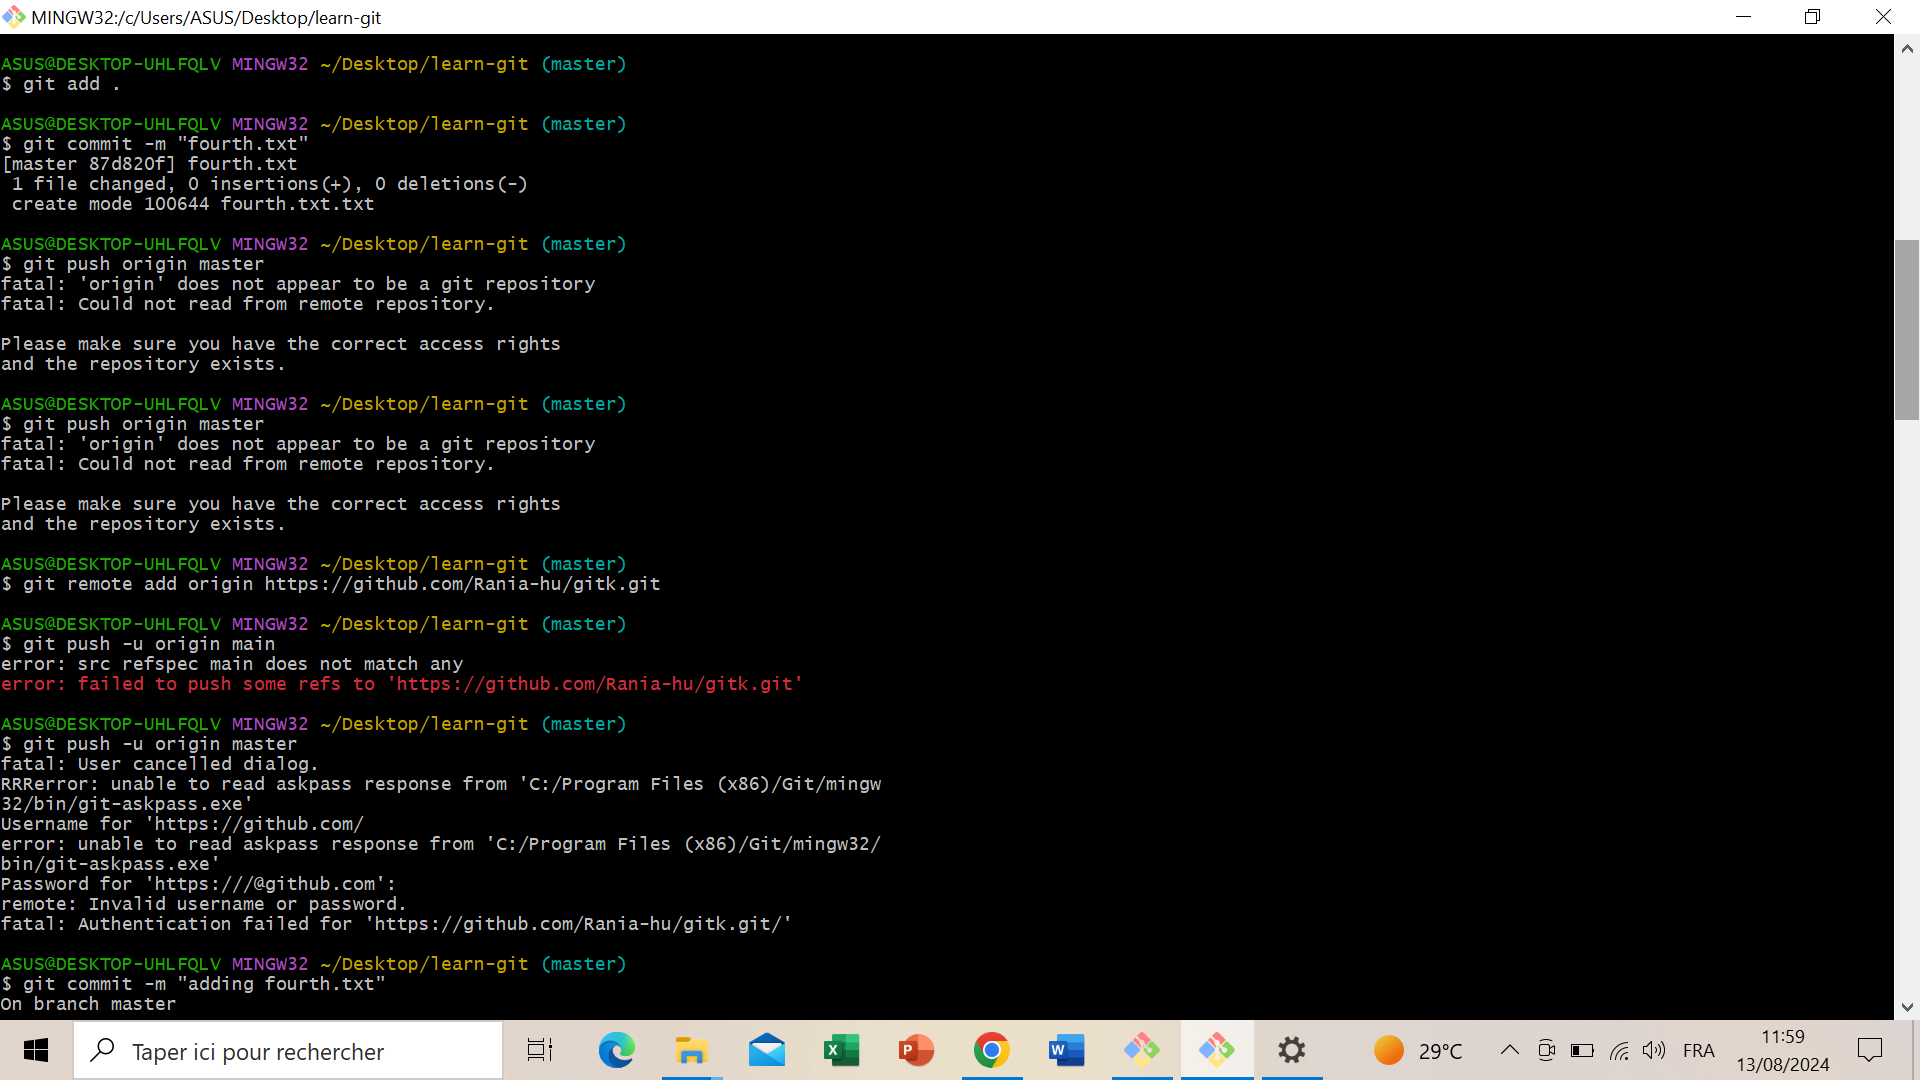 MINGW32:/c/Users/ASUS/Desktop/learn-git
ASUS@DESKTOP-UHLFQLV MINGW32 ~/Desktop/learn-git (master)
$ git add .
ASUS@DESKTOP-UHLFQLV MINGW32 ~/Desktop/learn-git (master)
$ git commit -m "fourth.txt"
[master 87d820f] fourth.txt
1 file changed, 0 insertions(+), 0 deletions(-)
create mode 100644 fourth.txt.txt
ASUS@DESKTOP-UHLFQLV MINGW32 ~/Desktop/learn-git (master)
$ git push origin master
fatal: 'origin' does not appear to be a git repository
fatal: Could not read from remote repository.
Please make sure you have the correct access rights
and the repository exists.
ASUS@DESKTOP-UHLFQLV MINGW32 ~/Desktop/learn-git (master)
$ git push origin master
fatal: 'origin' does not appear to be a git repository
fatal: Could not read from remote repository.
Please make sure you have the correct access rights
and the repository exists.
ASUS@DESKTOP-UHLFQLV MINGW32 ~/Desktop/learn-git (master)
$ git remote add origin https://github.com/Rania-hu/gitk.git
ASUS@DESKTOP-UHLFQLV MINGW32 ~/Desktop/learn-git (master)
$ git push -u origin main
error: src refspec main does not match any
error: failed to push some refs to 'https://github.com/Rania-hu/gitk.git'
ASUS@DESKTOP-UHLFQLV MINGW32 ~/Desktop/learn-git (master)
$ git push -u origin master
fatal: User cancelled dialog.
RRRerror: unable to read askpass response from 'C:/Program Files (x86)/Git/mingw
32/bin/git-askpass.exe'
Username for 'https://github.com/
error: unable to read askpass response from 'C:/Program Files (x86)/Git/mingw32/
bin/git-askpass.exe'
Password for 'https:///@github.com':
remote: Invalid username or password.
fatal: Authentication failed for 'https://github.com/Rania-hu/gitk.git/'
ASUS@DESKTOP-UHLFQLV MINGW32 ~/Desktop/learn-git (master)
$ git commit -m "adding fourth.txt"
On branch master
Taper ici pour rechercher
29°C
FRA
11:59
13/08/2024